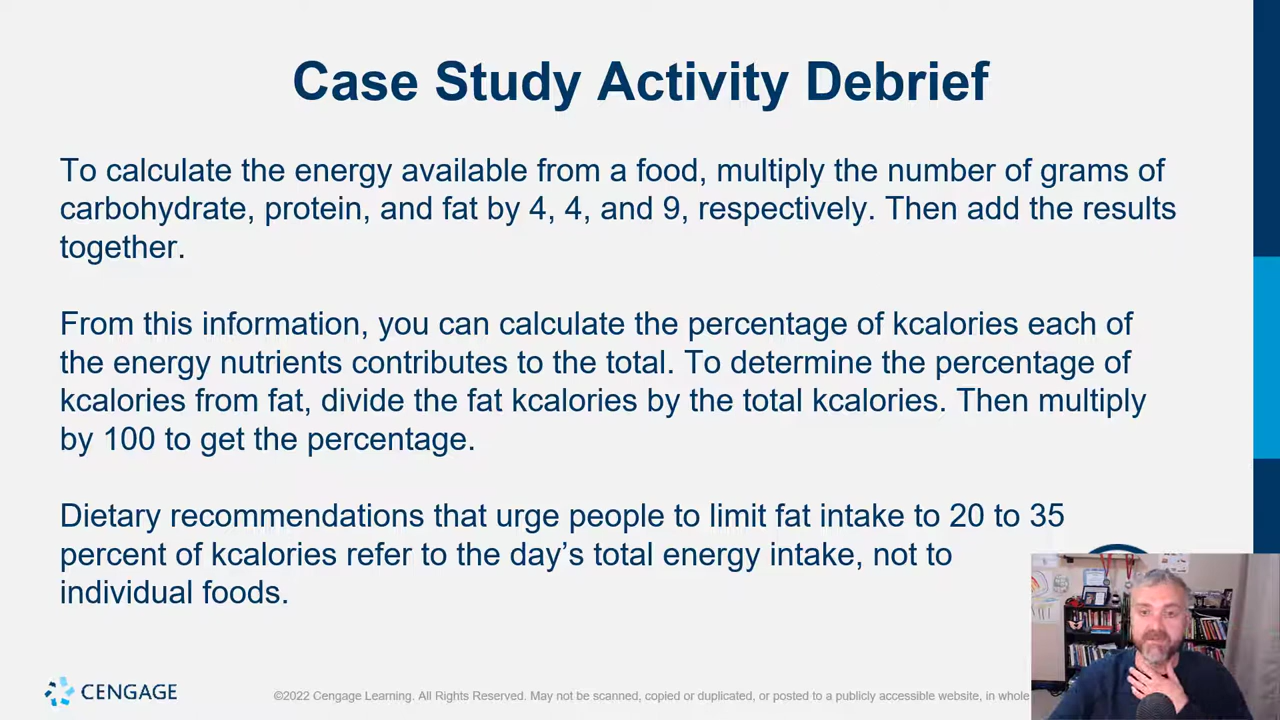 Case Study Activity Debrief
To calculate the energy available from a food, multiply the number of grams of
carbohydrate, protein, and fat by 4, 4, and 9, respectively. Then add the results
together.
From this information, you can calculate the percentage of kcalories each of
the energy nutrients contributes to the total. To determine the percentage of
kcalories from fat, divide the fat kcalories by the total kcalories. Then multiply
by 100 to get the percentage.
Dietary recommendations that urge people to limit fat intake to 20 to 35
percent of kcalories refer to the day’s total energy intake, not to
individual foods.
CENGAGE
©2022 Cengage Learning. All Rights Reserved. May not be scanned, copied or duplicated, or posted to a publicly accessible website, in whole